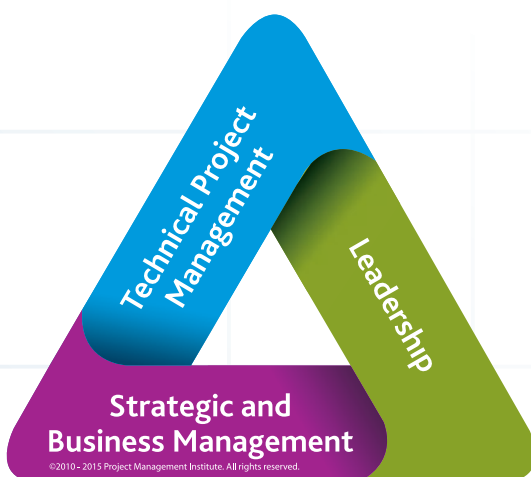 Technical Project
Management
Leadership
Strategic and
Business Management
©2010 – 2015 Project Management Institute. All rights reserved.